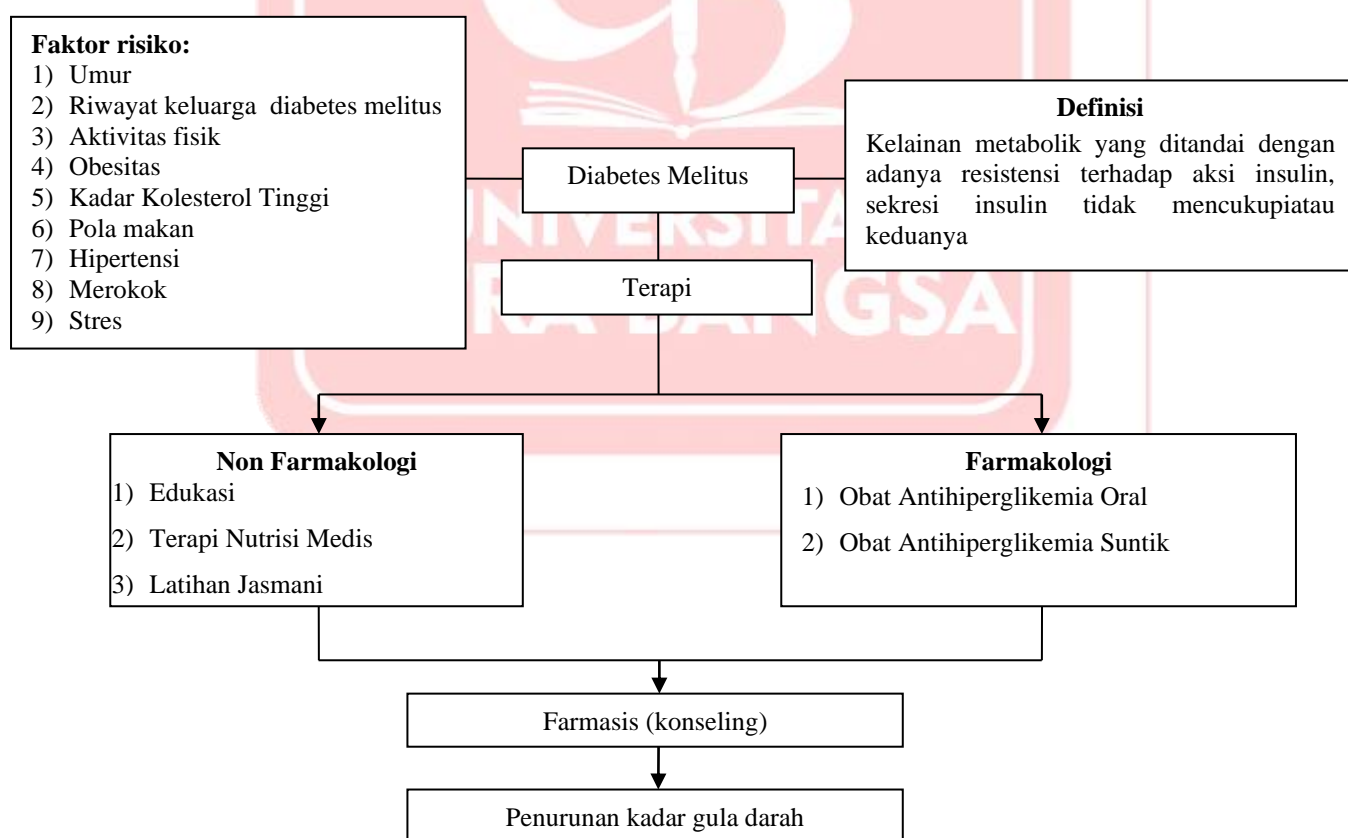 Faktor risiko:
1) Umur
2) Riwayat keluarga diabetes melitus
3) Aktivitas fisik
4) Obesitas
5) Kadar Kolesterol Tinggi
6) Pola makan
7) Hipertensi
8) Merokok
9) Stres
Diabetes Melitus
Definisi
Kelainan metabolik yang ditandai dengan
adanya resistensi terhadap aksi insulin,
sekresi insulin tidak mencukupiatau
keduanya
UNIVERSITA
RA BANGSA
Terapi
Non Farmakologi
1) Edukasi
2) Terapi Nutrisi Medis
3) Latihan Jasmani
Farmakologi
1) Obat Antihiperglikemia Oral
2) Obat Antihiperglikemia Suntik
Farmasis (konseling)
Penurunan kadar gula darah